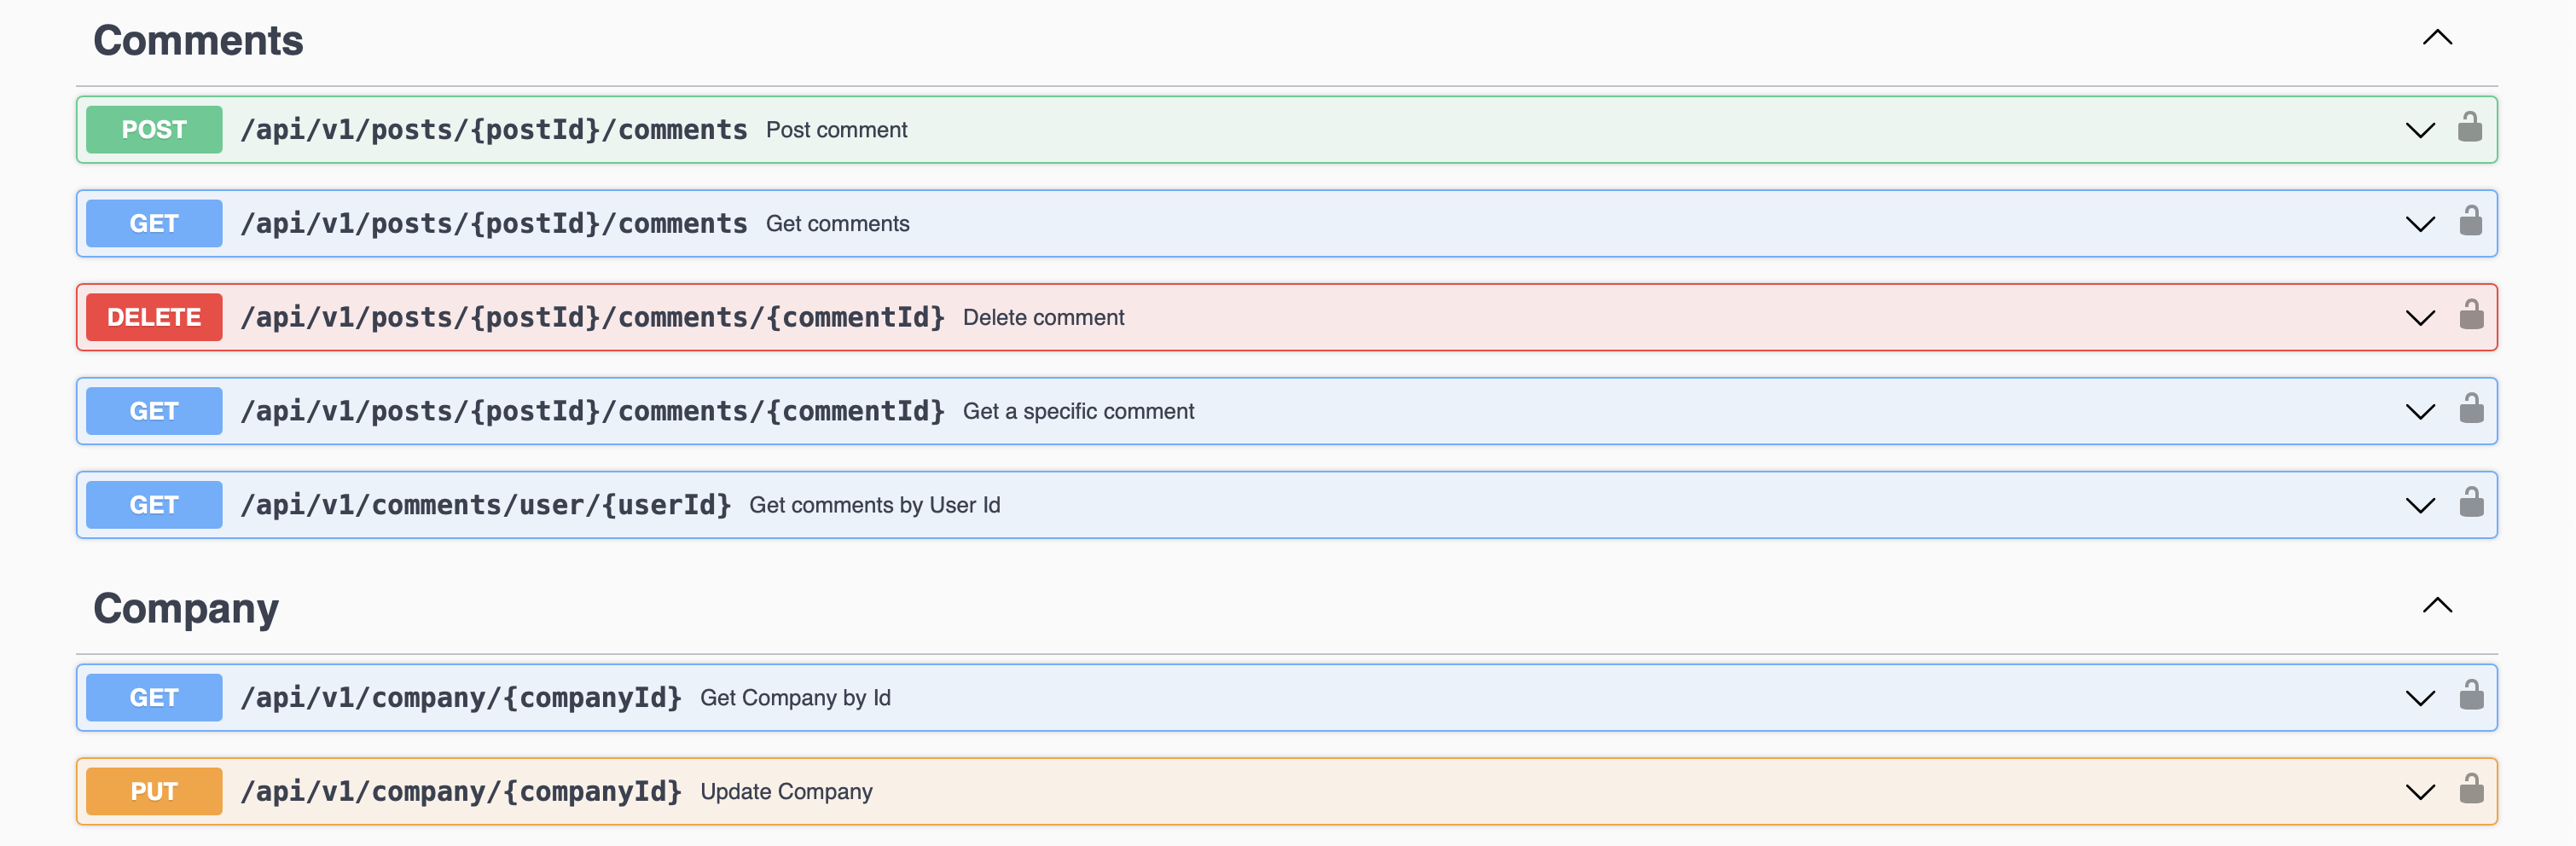 Comments
POST /api/v1/posts/{postId}/comments Post comment
GET /api/v1/posts/{postId}/comments Get comments
DELETE /api/v1/posts/{postId}/comments/{commentId} Delete comment
GET /api/v1/posts/{postId}/comments/{commentId} Get a specific comment
GET /api/v1/comments/user/{userId} Get comments by User Id
Company
GET /api/v1/company/{companyId} Get Company by Id
PUT /api/v1/company/{companyId} Update Company